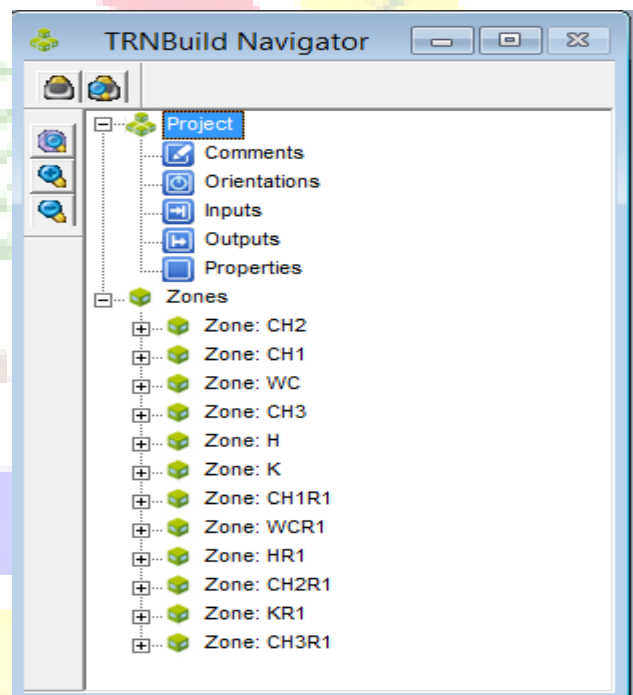 TRNBuild Navigator
Project
Comments
Orientations
Inputs
Outputs
Properties
Zones
Zone: CH2
Zone: CH1
Zone: WC
Zone: CH3
Zone: H
Zone: K
Zone: CH1R1
Zone: WCR1
Zone: HR1
Zone: CH2R1
Zone: KR1
Zone: CH3R1